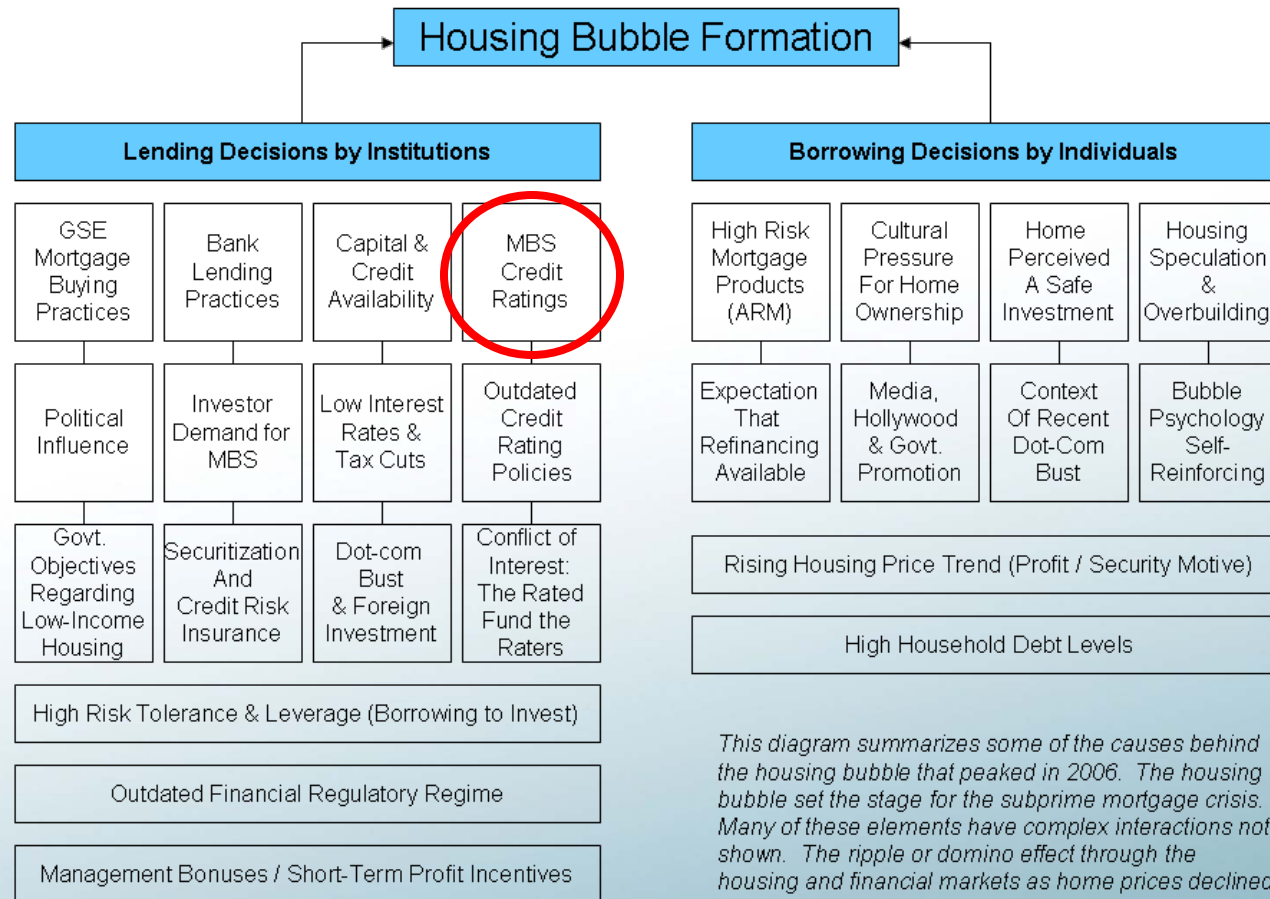 Housing Bubble Formation
Lending Decisions by Institutions
GSE
Mortgage
Buying
Practices
Bank
Lending
Practices
Capital &
Credit
Availability
MBS
Credit
Ratings
Political
Influence
Investor
Demand for
MBS
Low Interest
Rates &
Tax Cuts
Outdated
Credit
Rating
Policies
Govt.
Objectives
Regarding
Low-Income
Housing
Securitization
And
Credit Risk
Insurance
Dot-com
Bust
& Foreign
Investment
Conflict of
Interest:
The Rated
Fund the
Raters
High Risk Tolerance & Leverage (Borrowing to Invest)
Outdated Financial Regulatory Regime
Management Bonuses / Short-Term Profit Incentives
Borrowing Decisions by Individuals
High Risk
Mortgage
Products
(ARM)
Cultural
Pressure
For Home
Ownership
Home
Perceived
A Safe
Investment
Housing
Speculation
&
Overbuilding
Expectation
That
Refinancing
Available
Media,
Hollywood
& Govt.
Promotion
Context
Of Recent
Dot-Com
Bust
Bubble
Psychology
Self-
Reinforcing
Rising Housing Price Trend (Profit / Security Motive)
High Household Debt Levels
This diagram summarizes some of the causes behind
the housing bubble that peaked in 2006. The housing
bubble set the stage for the subprime mortgage crisis.
Many of these elements have complex interactions not
shown. The ripple or domino effect through the
housing and financial markets as home prices declined